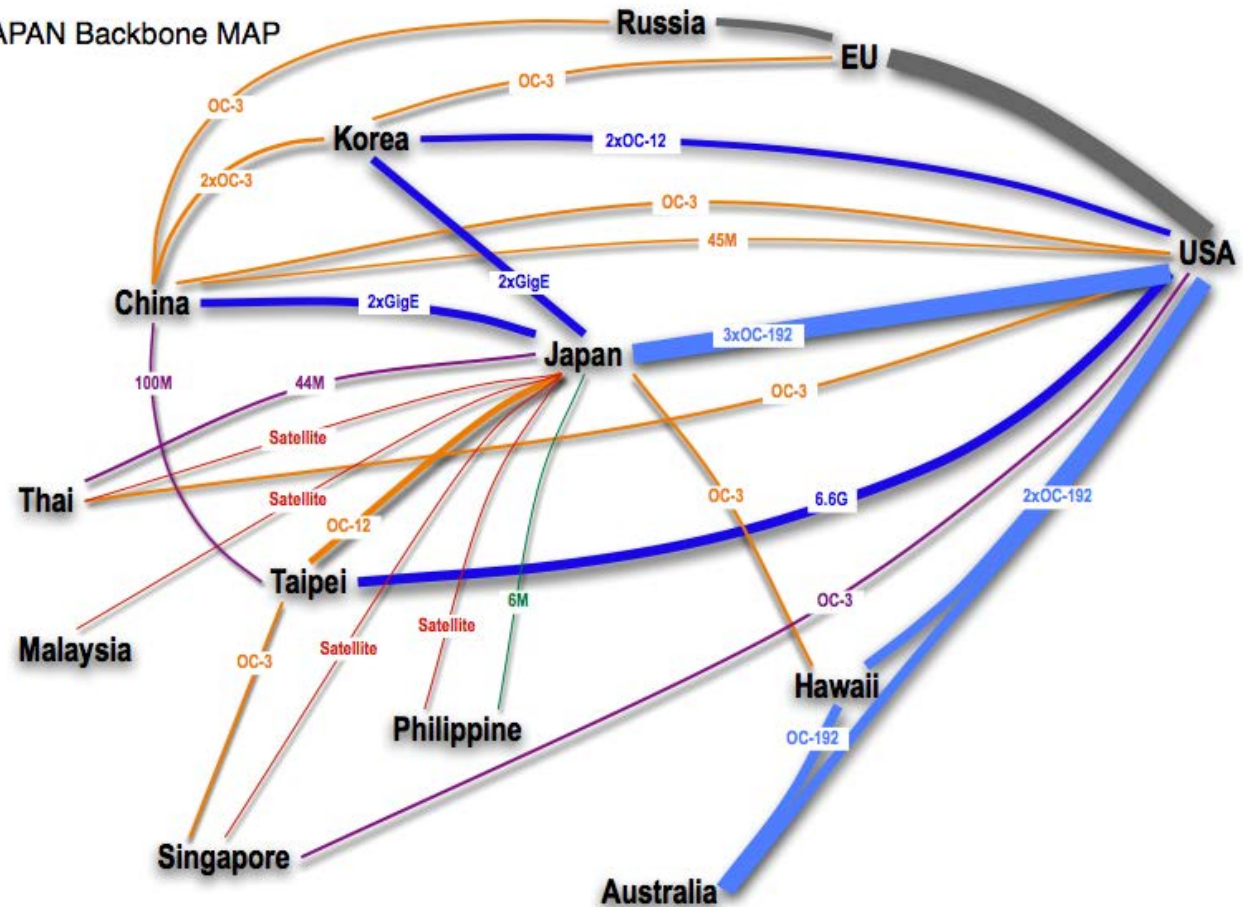 APAN Backbone MAP
Russia
EU
OC-3
OC-3
Korea
2xOC-12
2xOC-3
OC-3
45M
USA
China
2xGigE
2xGigE
3xOC-192
Japan
100M
44M
OC-3
Satellite
Thai
Satellite
OC-12
OC-3
6.6G
2xOC-192
Taipei
6M
OC-3
Malaysia
OC-3
Satellite
Satellite
Hawaii
Philippine
OC-192
Singapore
Australia